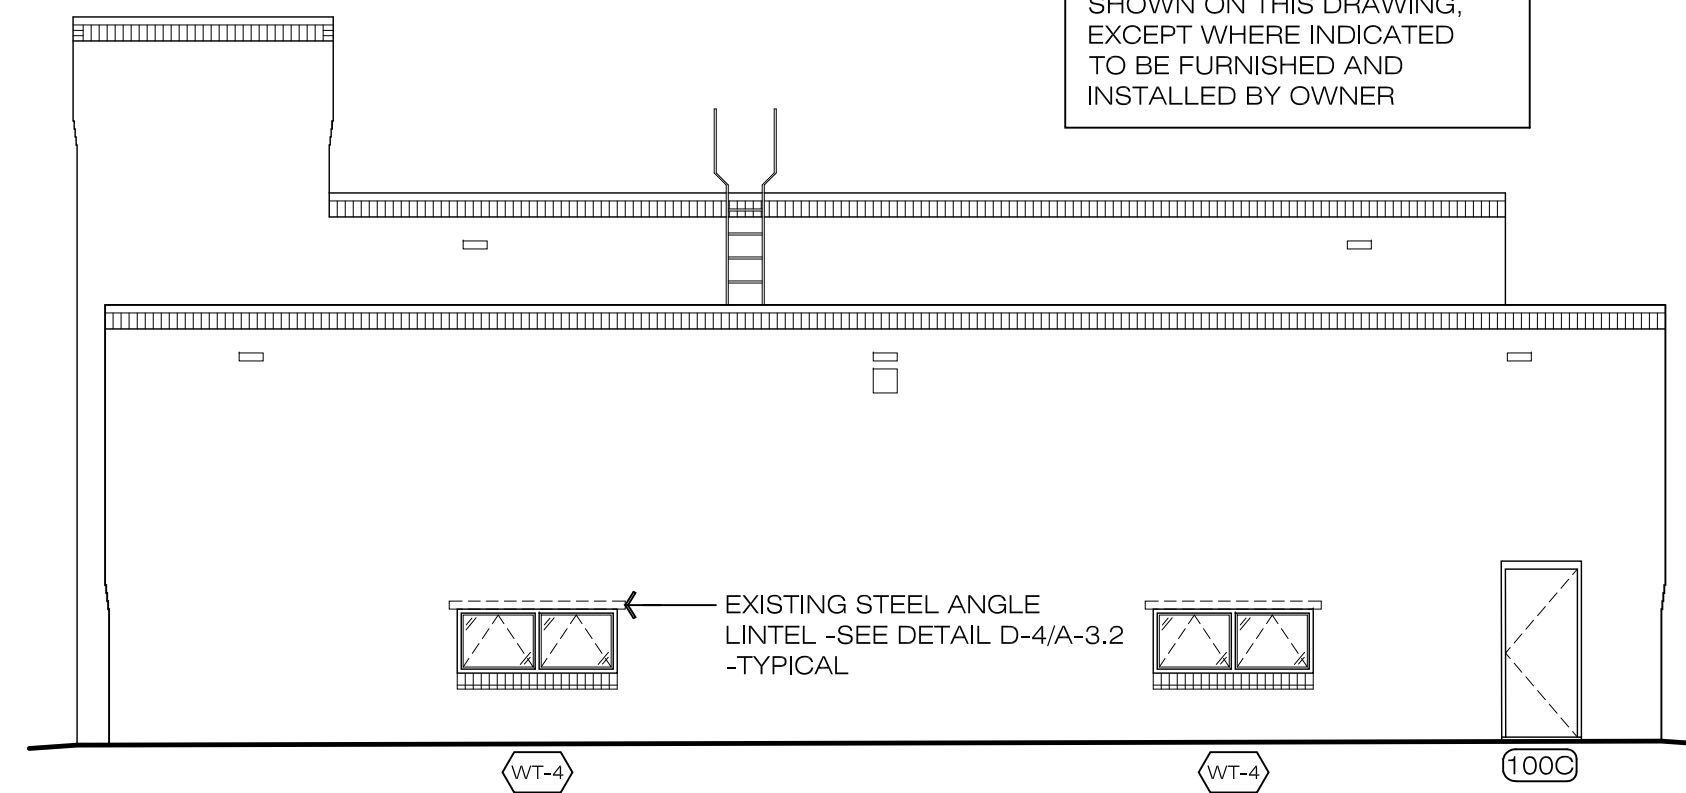 SHOWN ON THIS DRAWING,
EXCEPT WHERE INDICATED
TO BE FURNISHED AND
INSTALLED BY OWNER
EXISTING STEEL ANGLE
LINTEL -SEE DETAIL D-4/A-3.2
-TYPICAL
WT-4
WT-4
100C